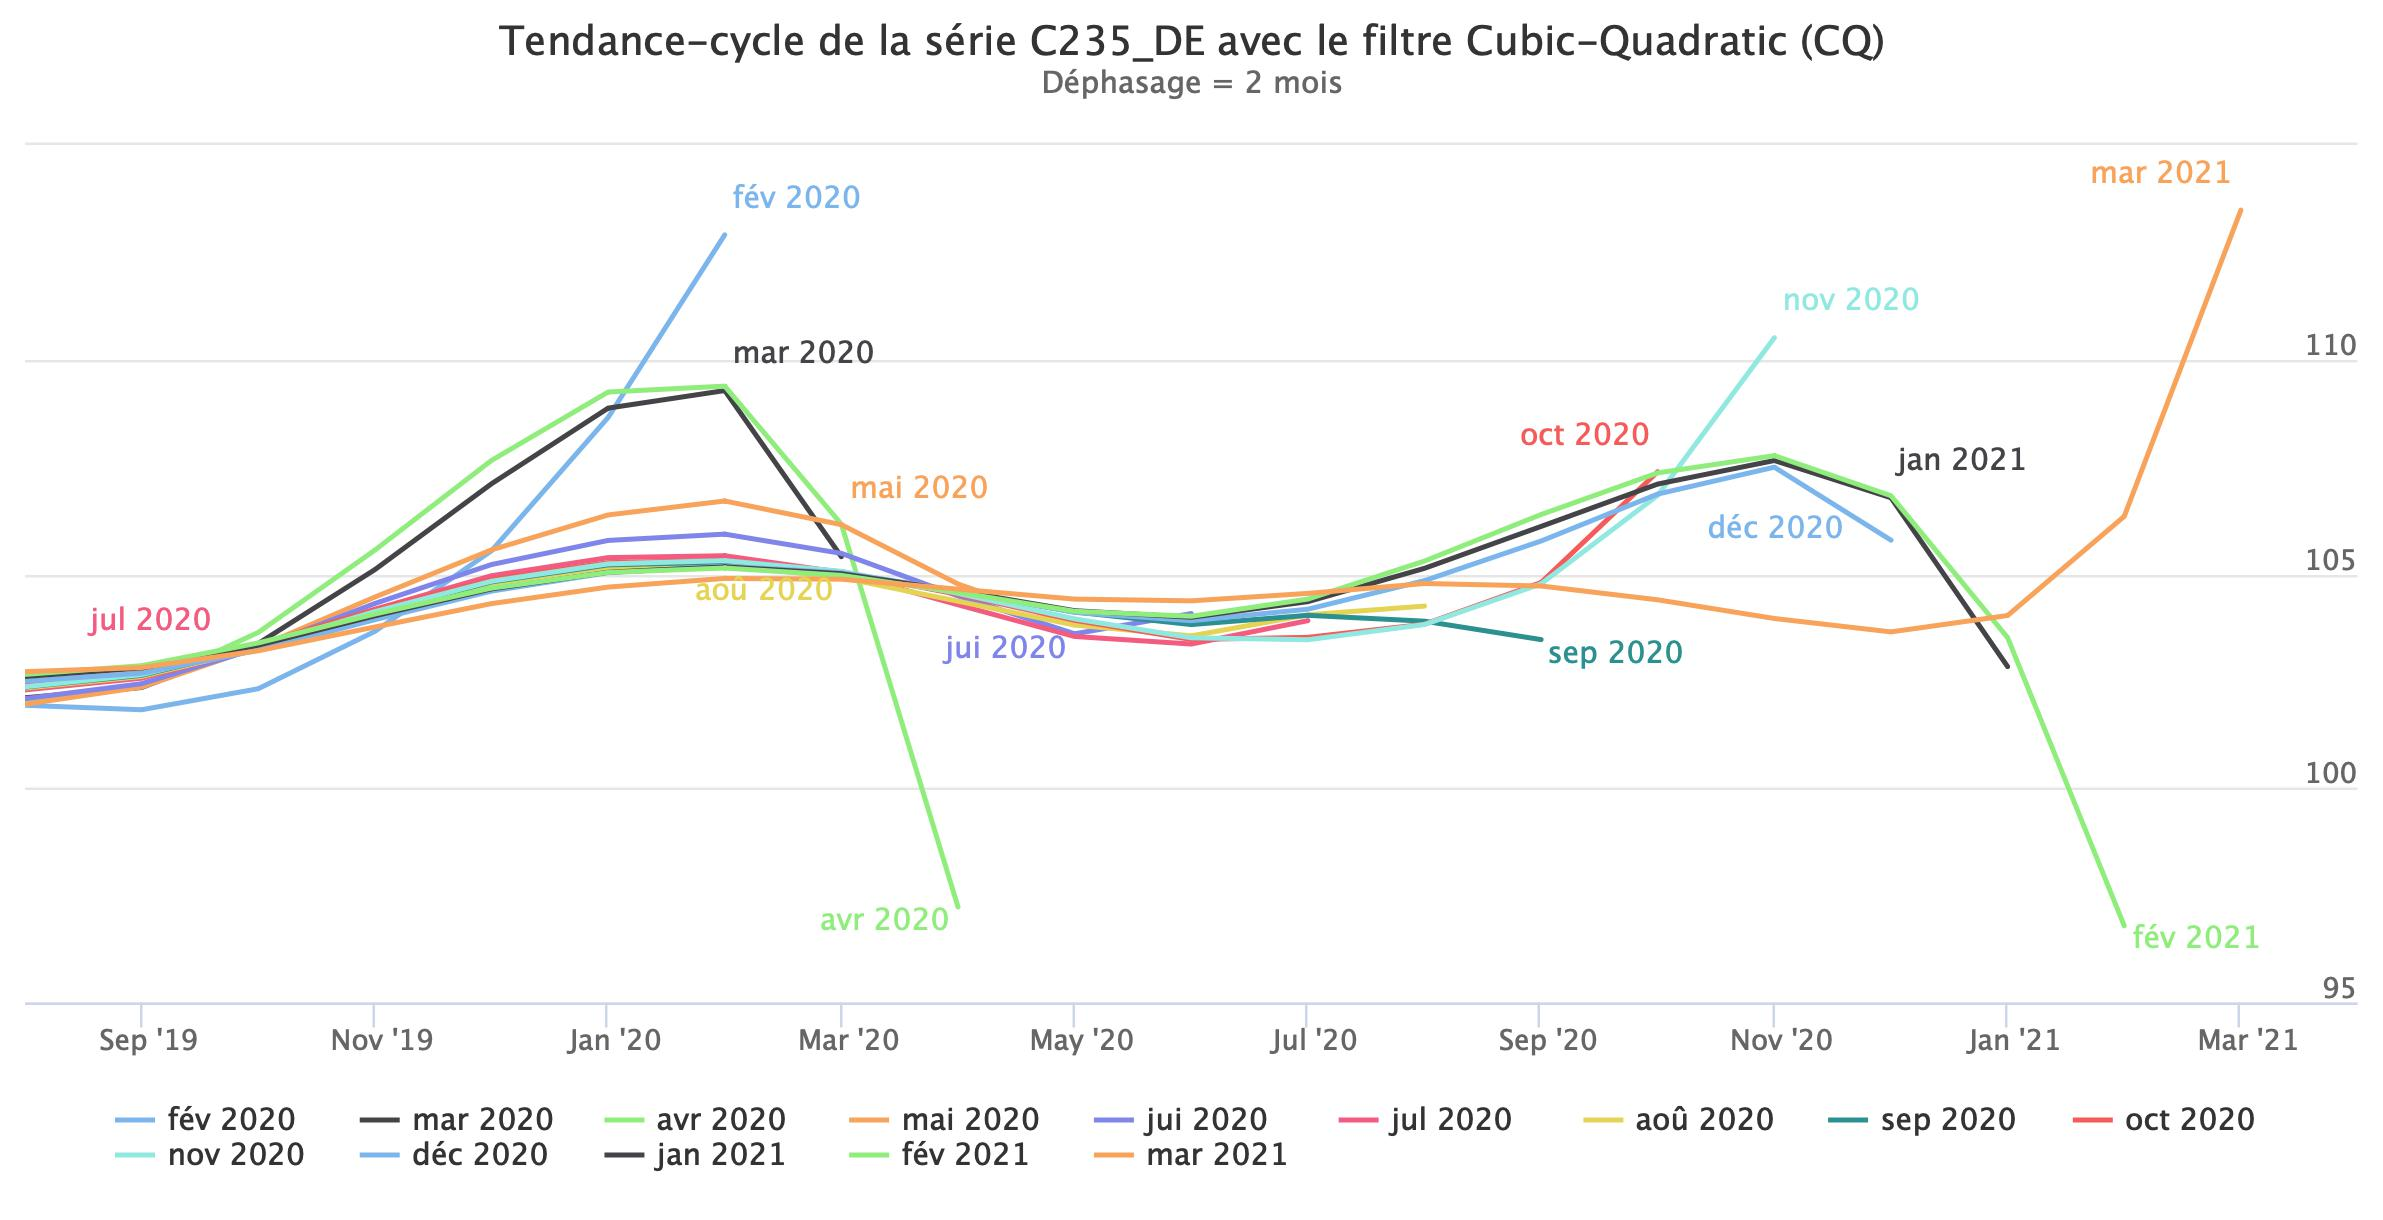 Tendance-cycle de la série C235_DE avec le filtre Cubic-Quadratic (CQ)
Déphasage = 2 mois
mar 2021
fév 2020
nov 2020
110
mar 2020
oct 2020
jan 2021
mai 2020
déc 2020
105
aoû 2020
jul 2020
jui 2020
sep 2020
100
avr 2020
fév 2021
95
Sep '19 Nov '19 Jan '20 Mar '20 May '20 Jul '20 Sep '20 Nov '20 Jan '21 Mar '21
fév 2020 mar 2020 avr 2020 mai 2020 jui 2020 jul 2020 aoû 2020 sep 2020 oct 2020
nov 2020 déc 2020 jan 2021 fév 2021 mar 2021